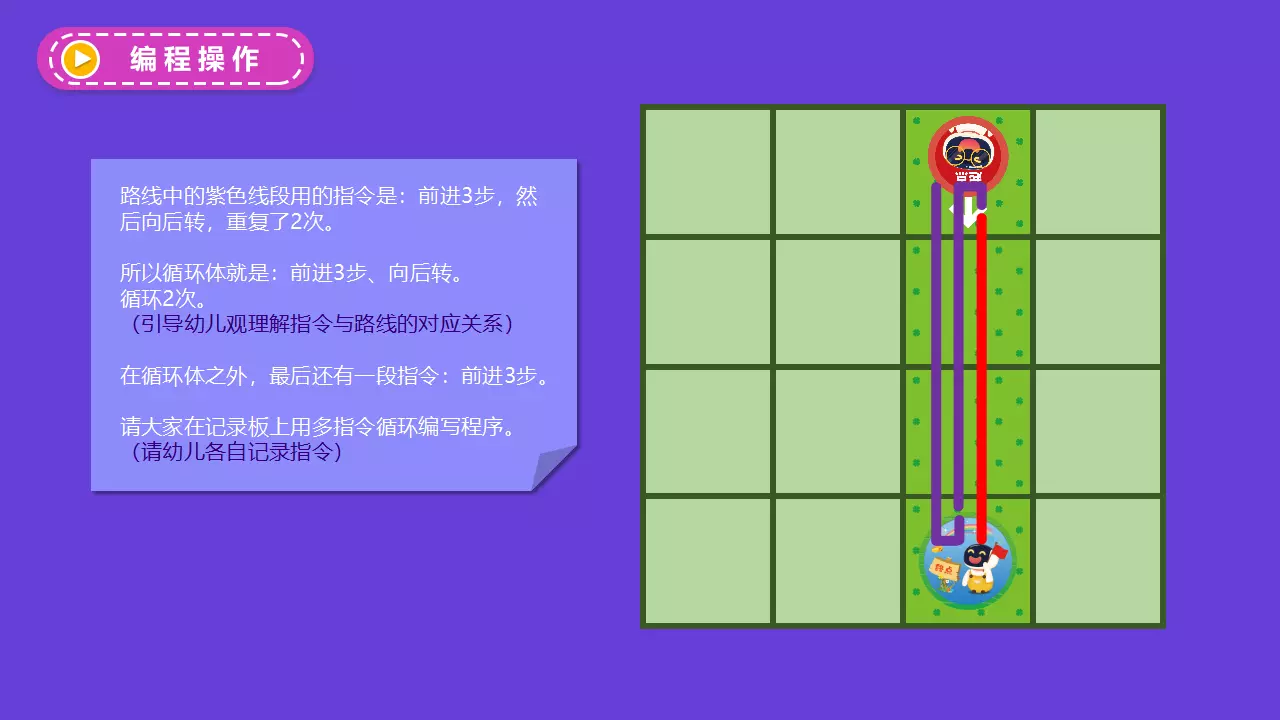 编程操作
路线中的紫色线段用的指令是：前进3步，然
后向后转，重复了2次。
所以循环体就是：前进3步、向后转。
循环2次。
（引导幼儿观理解指令与路线的对应关系）
在循环体之外，最后还有一段指令：前进3步。
请大家在记录板上用多指令循环编写程序。
（请幼儿各自记录指令）
起点
终点